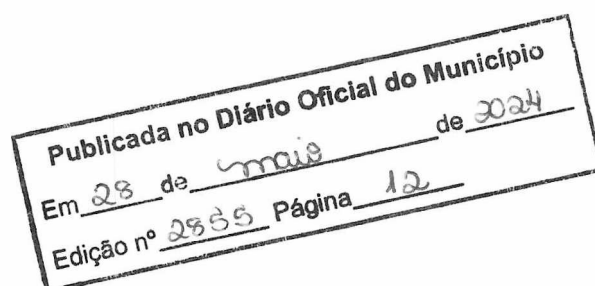 Publicada no Diário Oficial do Município
Em 28 de maio de 2024
Edição nº 2855 Página 12